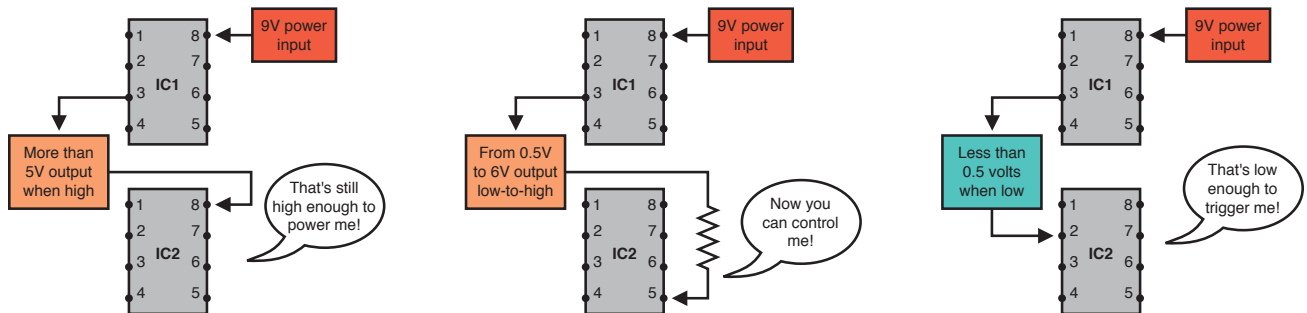 1
2
3
4
IC1
8
7
6
5
9V power
input
More than
5V output
when high
1
2
3
4
IC2
8
7
6
5
That's still
high enough to
power me!
1
2
3
4
IC1
8
7
6
5
9V power
input
From 0.5V
to 6V output
low-to-high
1
2
3
4
IC2
8
7
6
5
Now you
can control
me!
1
2
3
4
IC1
8
7
6
5
9V power
input
Less than
0.5 volts
when low
1
2
3
4
IC2
8
7
6
5
That's low
enough to
trigger me!